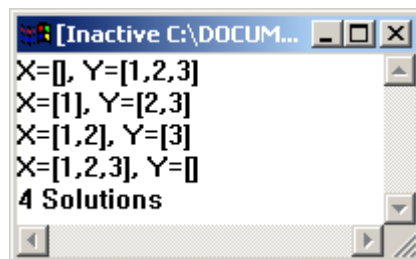 [Inactive C:\DOCUM...
X=[], Y=[1,2,3]
X=[1], Y=[2,3]
X=[1,2], Y=[3]
X=[1,2,3], Y=[]
4 Solutions